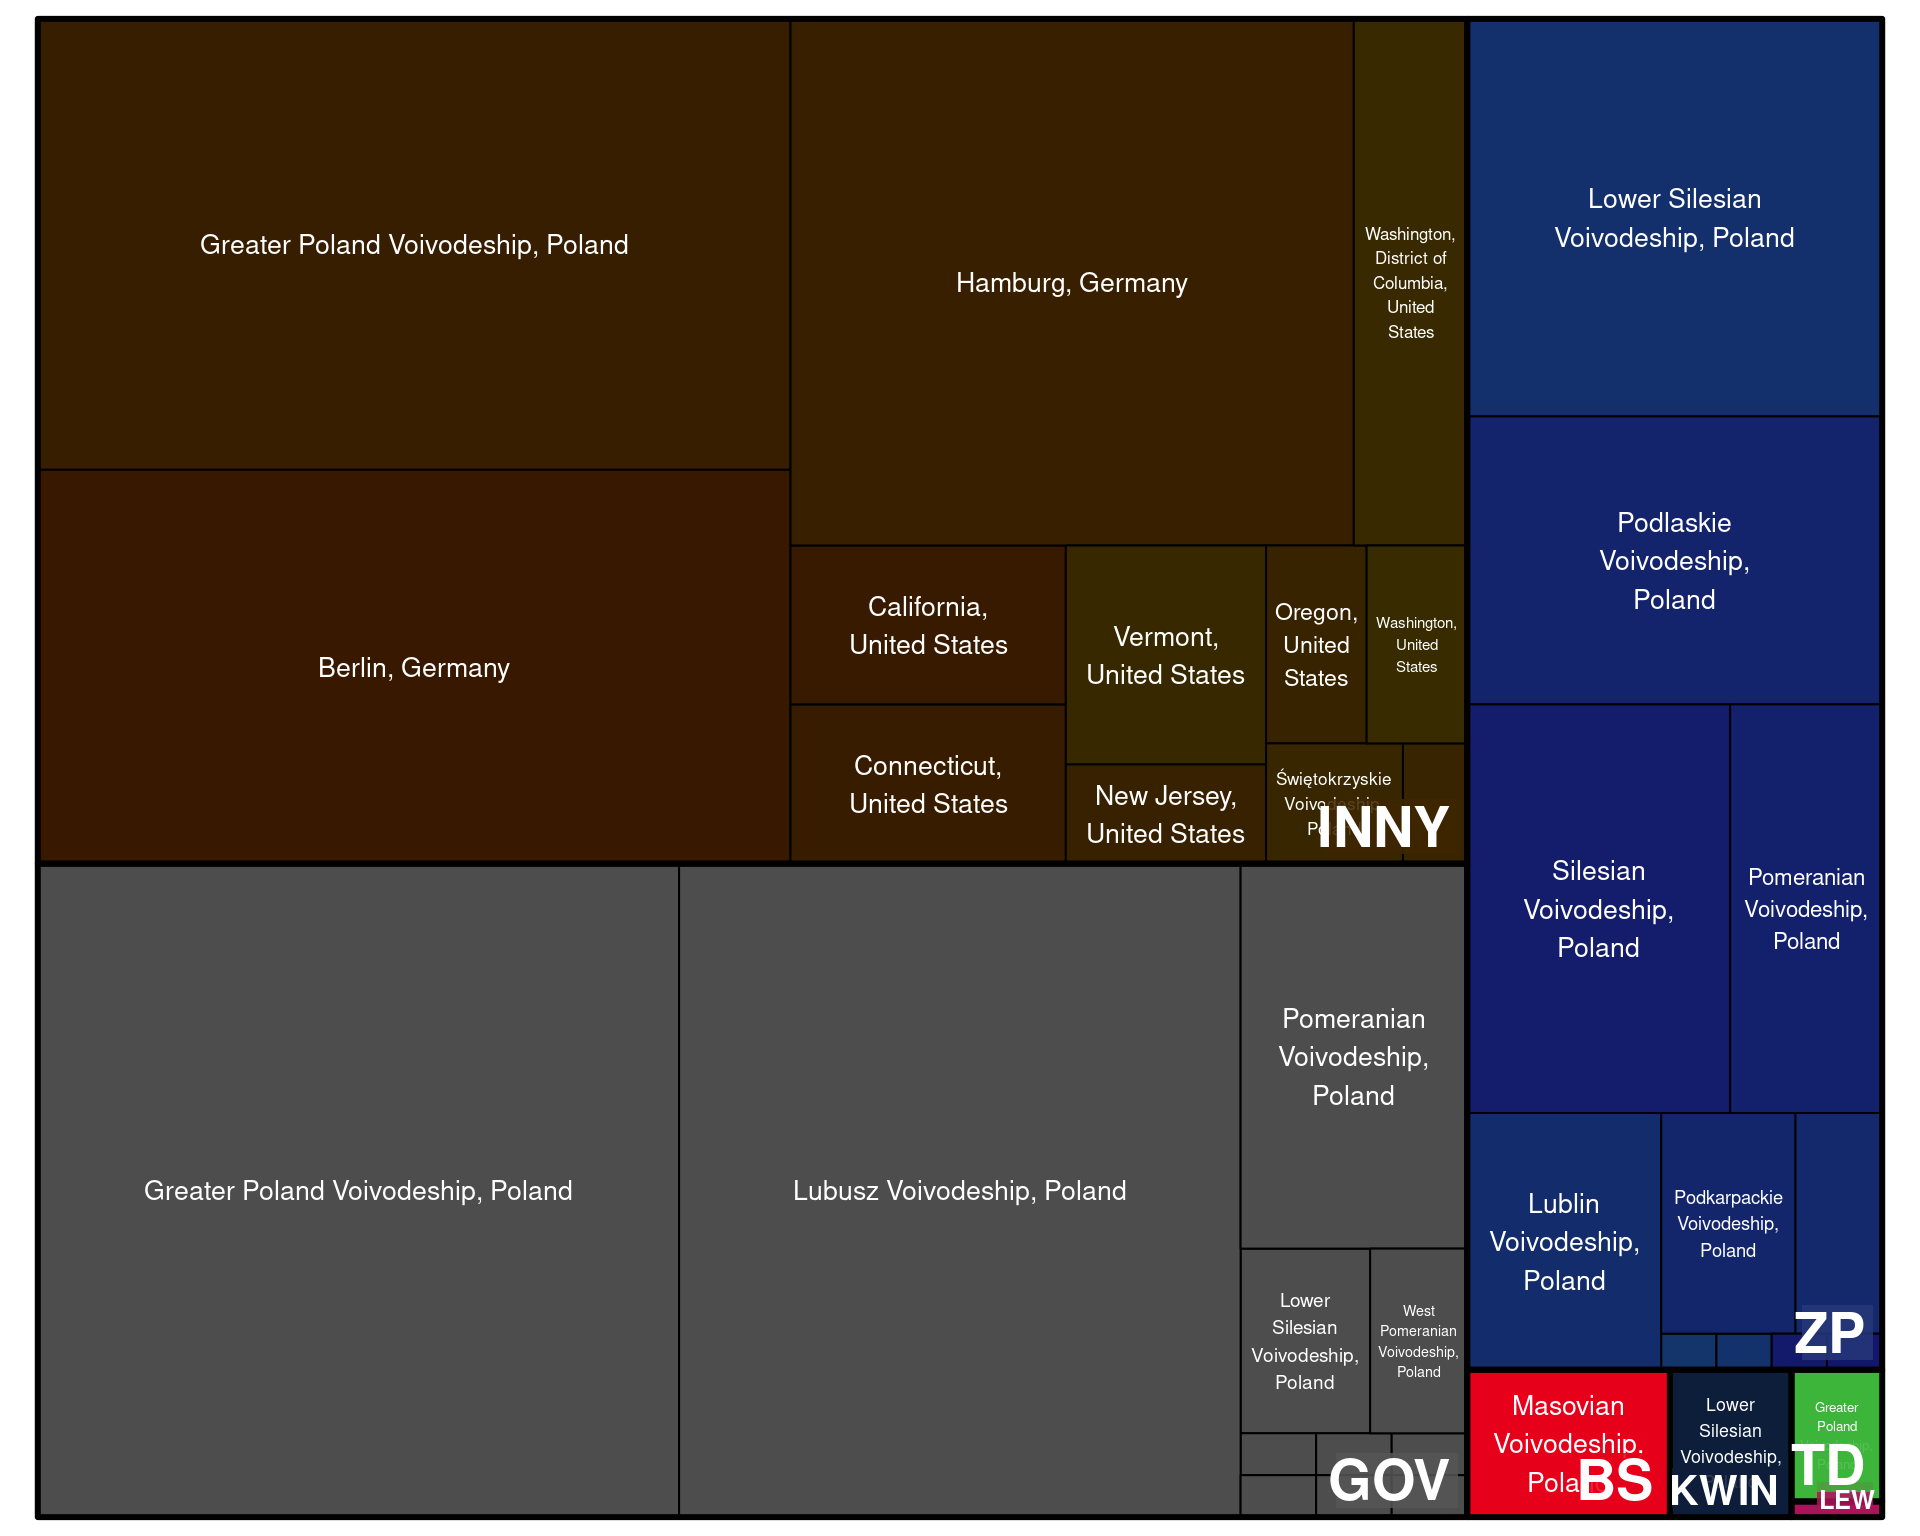 Greater Poland Voivodeship, Poland
Berlin, Germany
Hamburg, Germany
Washington,
District of
Columbia,
United
States
California,
United States
Connecticut,
United States
Vermont,
United States
New Jersey,
United States
Oregon,
United
States
Washington,
United
States
Świętokrzyskie
INNY
Greater Poland Voivodeship, Poland
Lubusz Voivodeship, Poland
Pomeranian
Voivodeship,
Poland
Lower
Silesian
Voivodeship,
Poland
West
Pomeranian
Voivodeship,
Poland
GOV
Lower Silesian
Voivodeship, Poland
Podlaskie
Voivodeship,
Poland
Silesian
Voivodeship,
Poland
Pomeranian
Voivodeship,
Poland
Lublin
Voivodeship,
Poland
Podkarpackie
Voivodeship,
Poland
ZP
Masovian
Voivodeship,
BS
Lower
Silesian
Voivodeship,
KWIN
Greater
Poland
TD
LEW